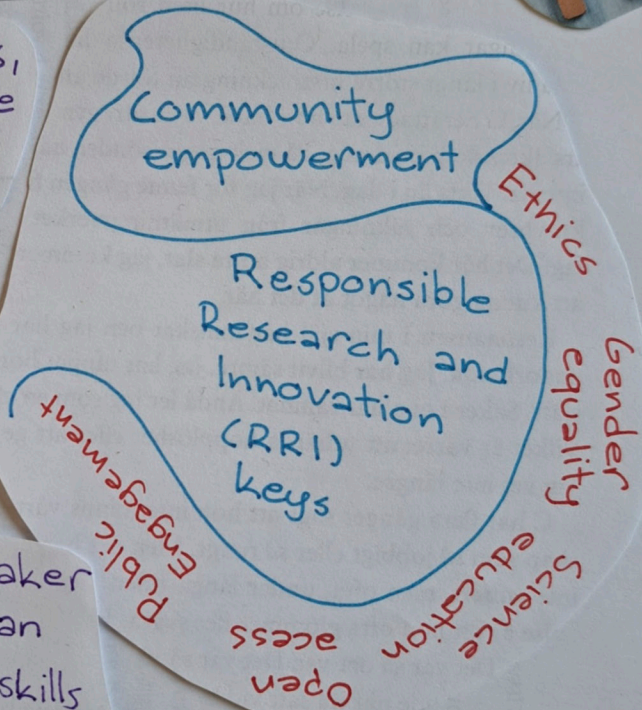 Community
empowerment
Ethics
Responsible
Research and
Innovation
(RRI)
keys
Gender
equality
Science
education
Open
acess
Public
Engagement
aker
an
skills